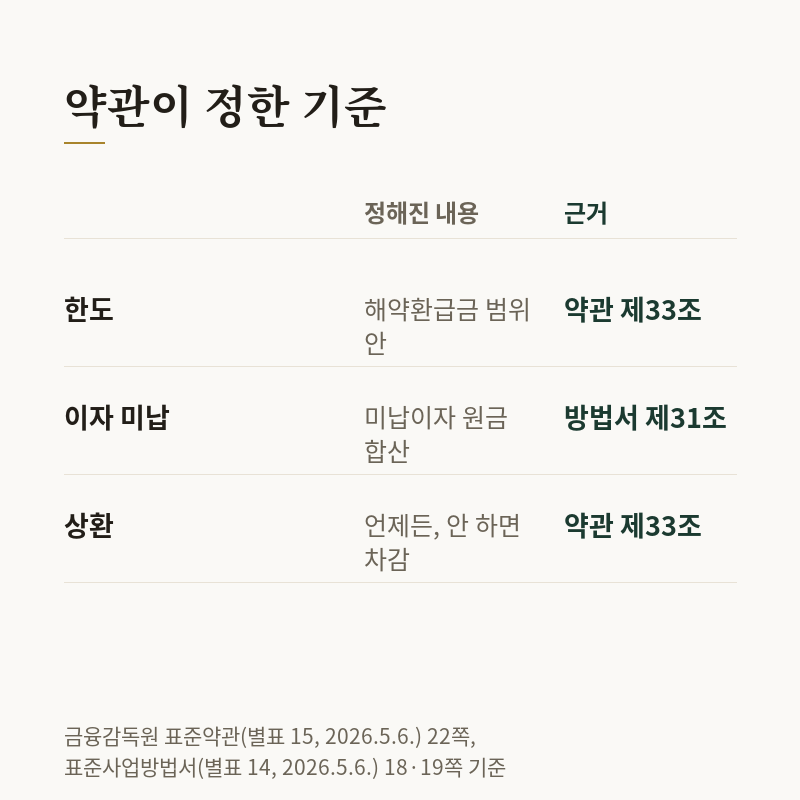 약관이 정한 기준
정해진 내용 근거
한도 해약환급금 범위 약관 제33조
안
이자 미납 미납이자 원금 방법서 제31조
합산
상환 언제든, 안 하면 약관 제33조
차감
금융감독원 표준약관(별표 15, 2026.5.6.) 22쪽,
표준사업방법서(별표 14, 2026.5.6.) 18·19쪽 기준